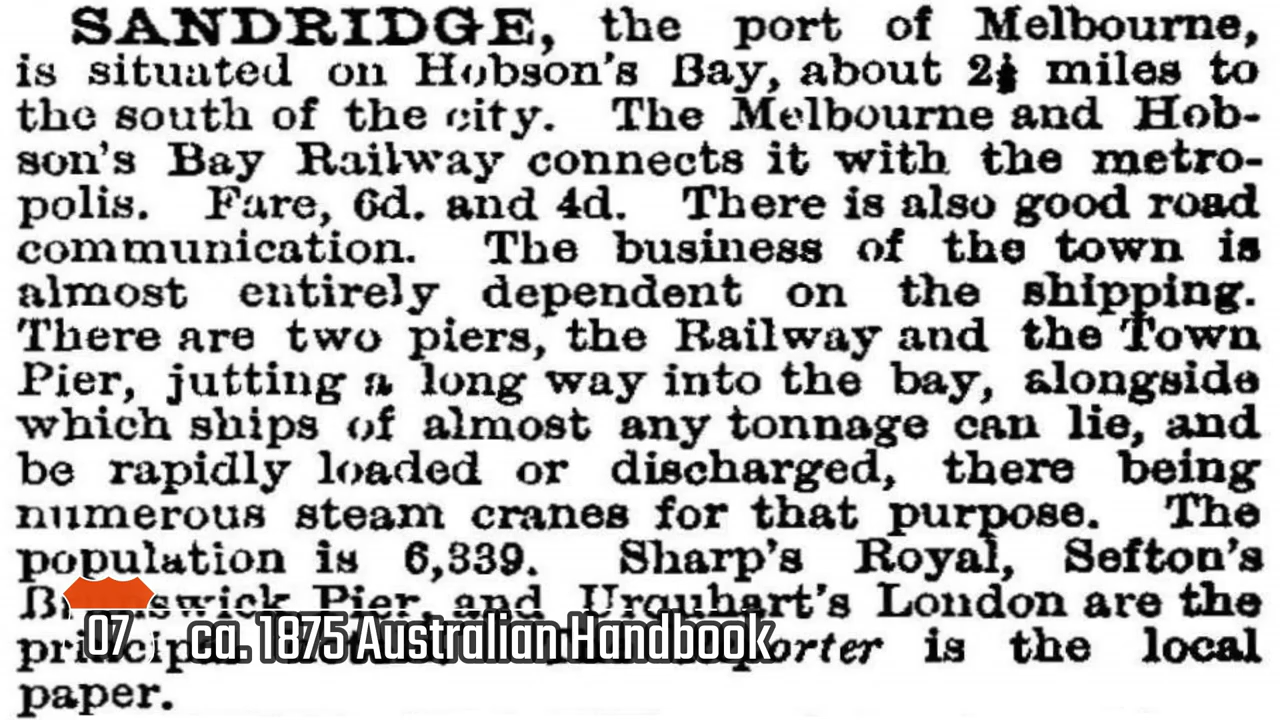 SANDRIDGE, the port of Melbourne,
is situated on Hobson's Bay, about 2½ miles to
the south of the city. The Melbourne and Hob-
son's Bay Railway connects it with the metro-
polis. Fare, 6d. and 4d. There is also good road
communication. The business of the town is
almost entirely dependent on the shipping.
There are two piers, the Railway and the Town
Pier, jutting a long way into the bay, alongside
which ships of almost any tonnage can lie, and
be rapidly loaded or discharged, there being
numerous steam cranes for that purpose. The
population is 6,339. Sharp's Royal, Sefton's
Brunswick Pier, and Urquhart's London are the
principal is the local
paper.
07 ca. 1875 Australian Handbook